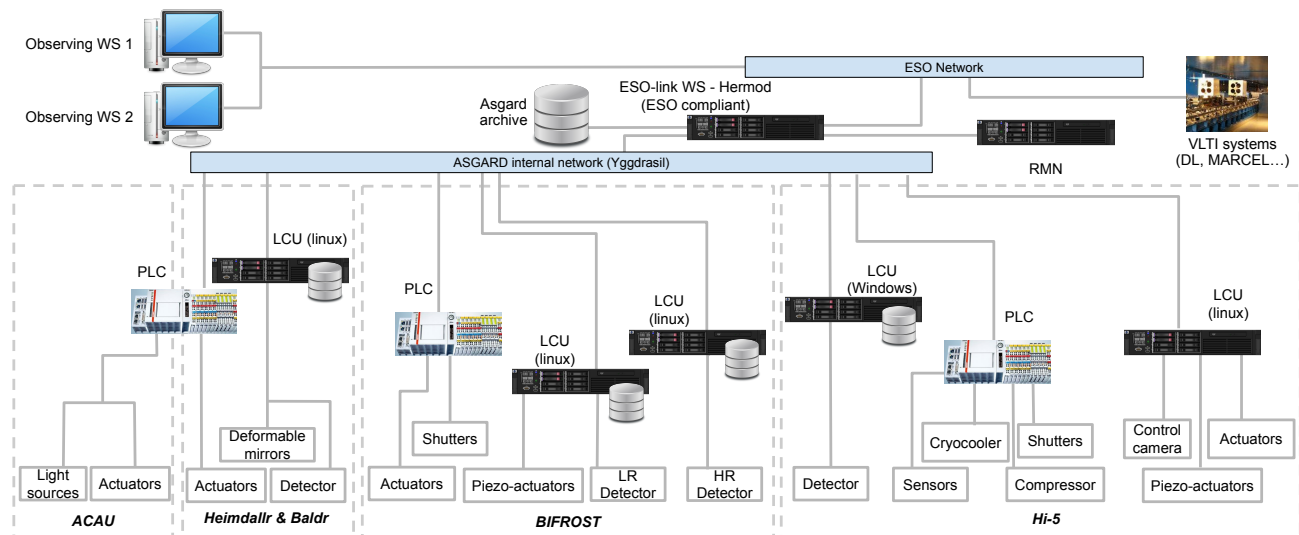 Observing WS 1
Observing WS 2
ESO Network
ESO-link WS - Hermod
(ESO compliant)
Asgard
archive
RMN
VLTI systems
(DL, MARCEL…)
ASGARD internal network (Yggdrasil)
LCU (linux)
PLC
PLC
LCU
(linux)
LCU
(linux)
LCU
(Windows)
PLC
LCU
(linux)
Deformable
mirrors
Shutters
Cryocooler
Shutters
Control
camera
Actuators
Light
sources
Actuators
Actuators
Detector
Actuators
Piezo-actuators
LR
Detector
HR
Detector
Detector
Sensors
Compressor
Piezo-actuators
ACAU
Heimdallr & Baldr
BIFROST
Hi-5